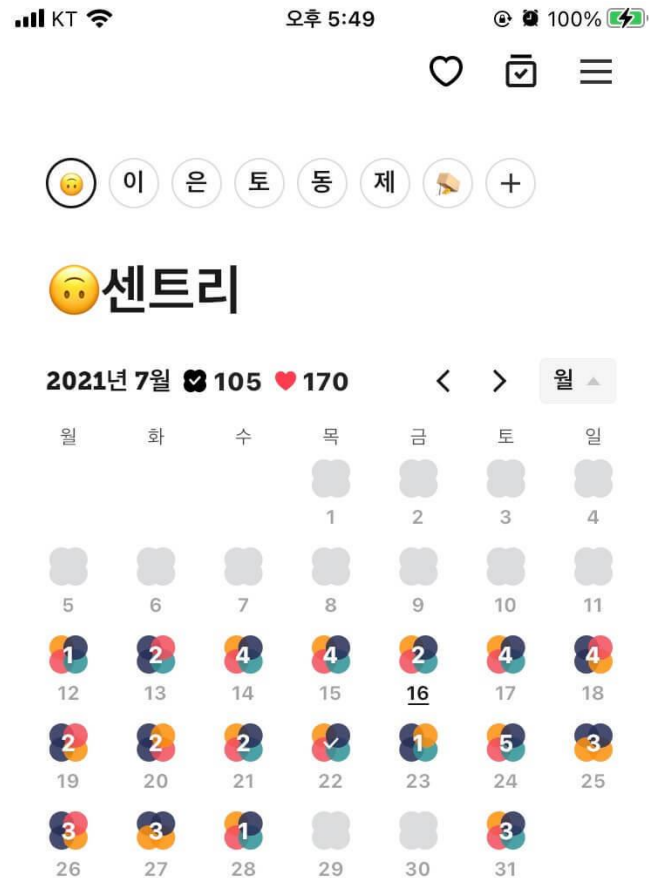 KT 오후 5:49 100%
이 은 토 동 제 +
센트리
2021년 7월 105 170 < > 월
월 화 수 목 금 토 일
1 2 3 4
5 6 7 8 9 10 11
1 2 4 4 2 4 4
12 13 14 15 16 17 18
2 2 2 1 5 3
19 20 21 22 23 24 25
3 3 1 3
26 27 28 29 30 31